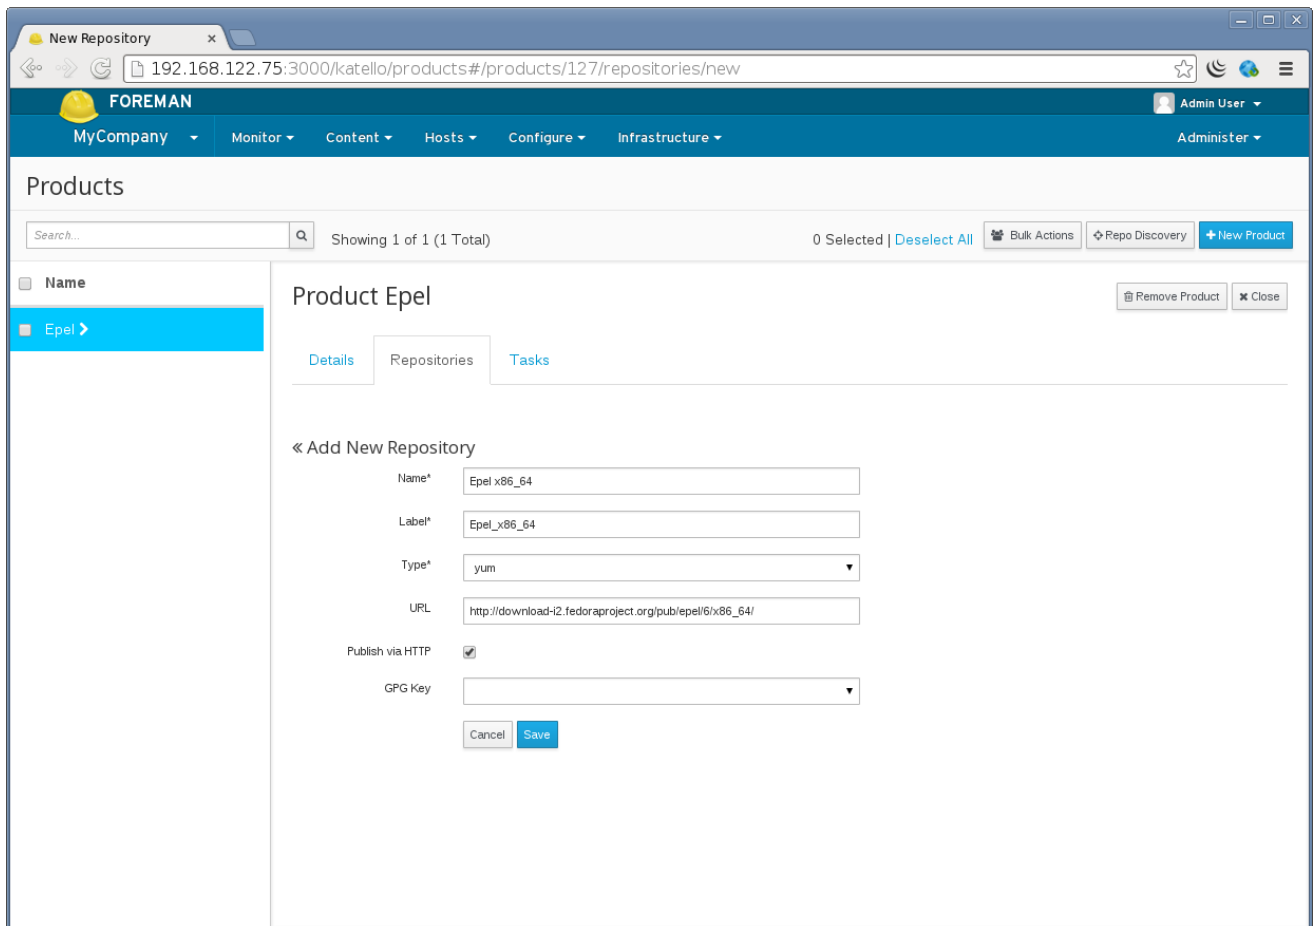 New Repository
192.168.122.75:3000/katello/products#/products/127/repositories/new
FOREMAN
Admin User
MyCompany Monitor Content Hosts Configure Infrastructure Administer
Products
Search... Showing 1 of 1 (1 Total) 0 Selected | Deselect All Bulk Actions Repo Discovery +New Product
Name
Epel
Product Epel
Remove Product Close
Details Repositories Tasks
« Add New Repository
Name* Epel x86_64
Label* Epel_x86_64
Type* yum
URL http://download-i2.fedoraproject.org/pub/epel/6/x86_64/
Publish via HTTP
GPG Key
Cancel Save